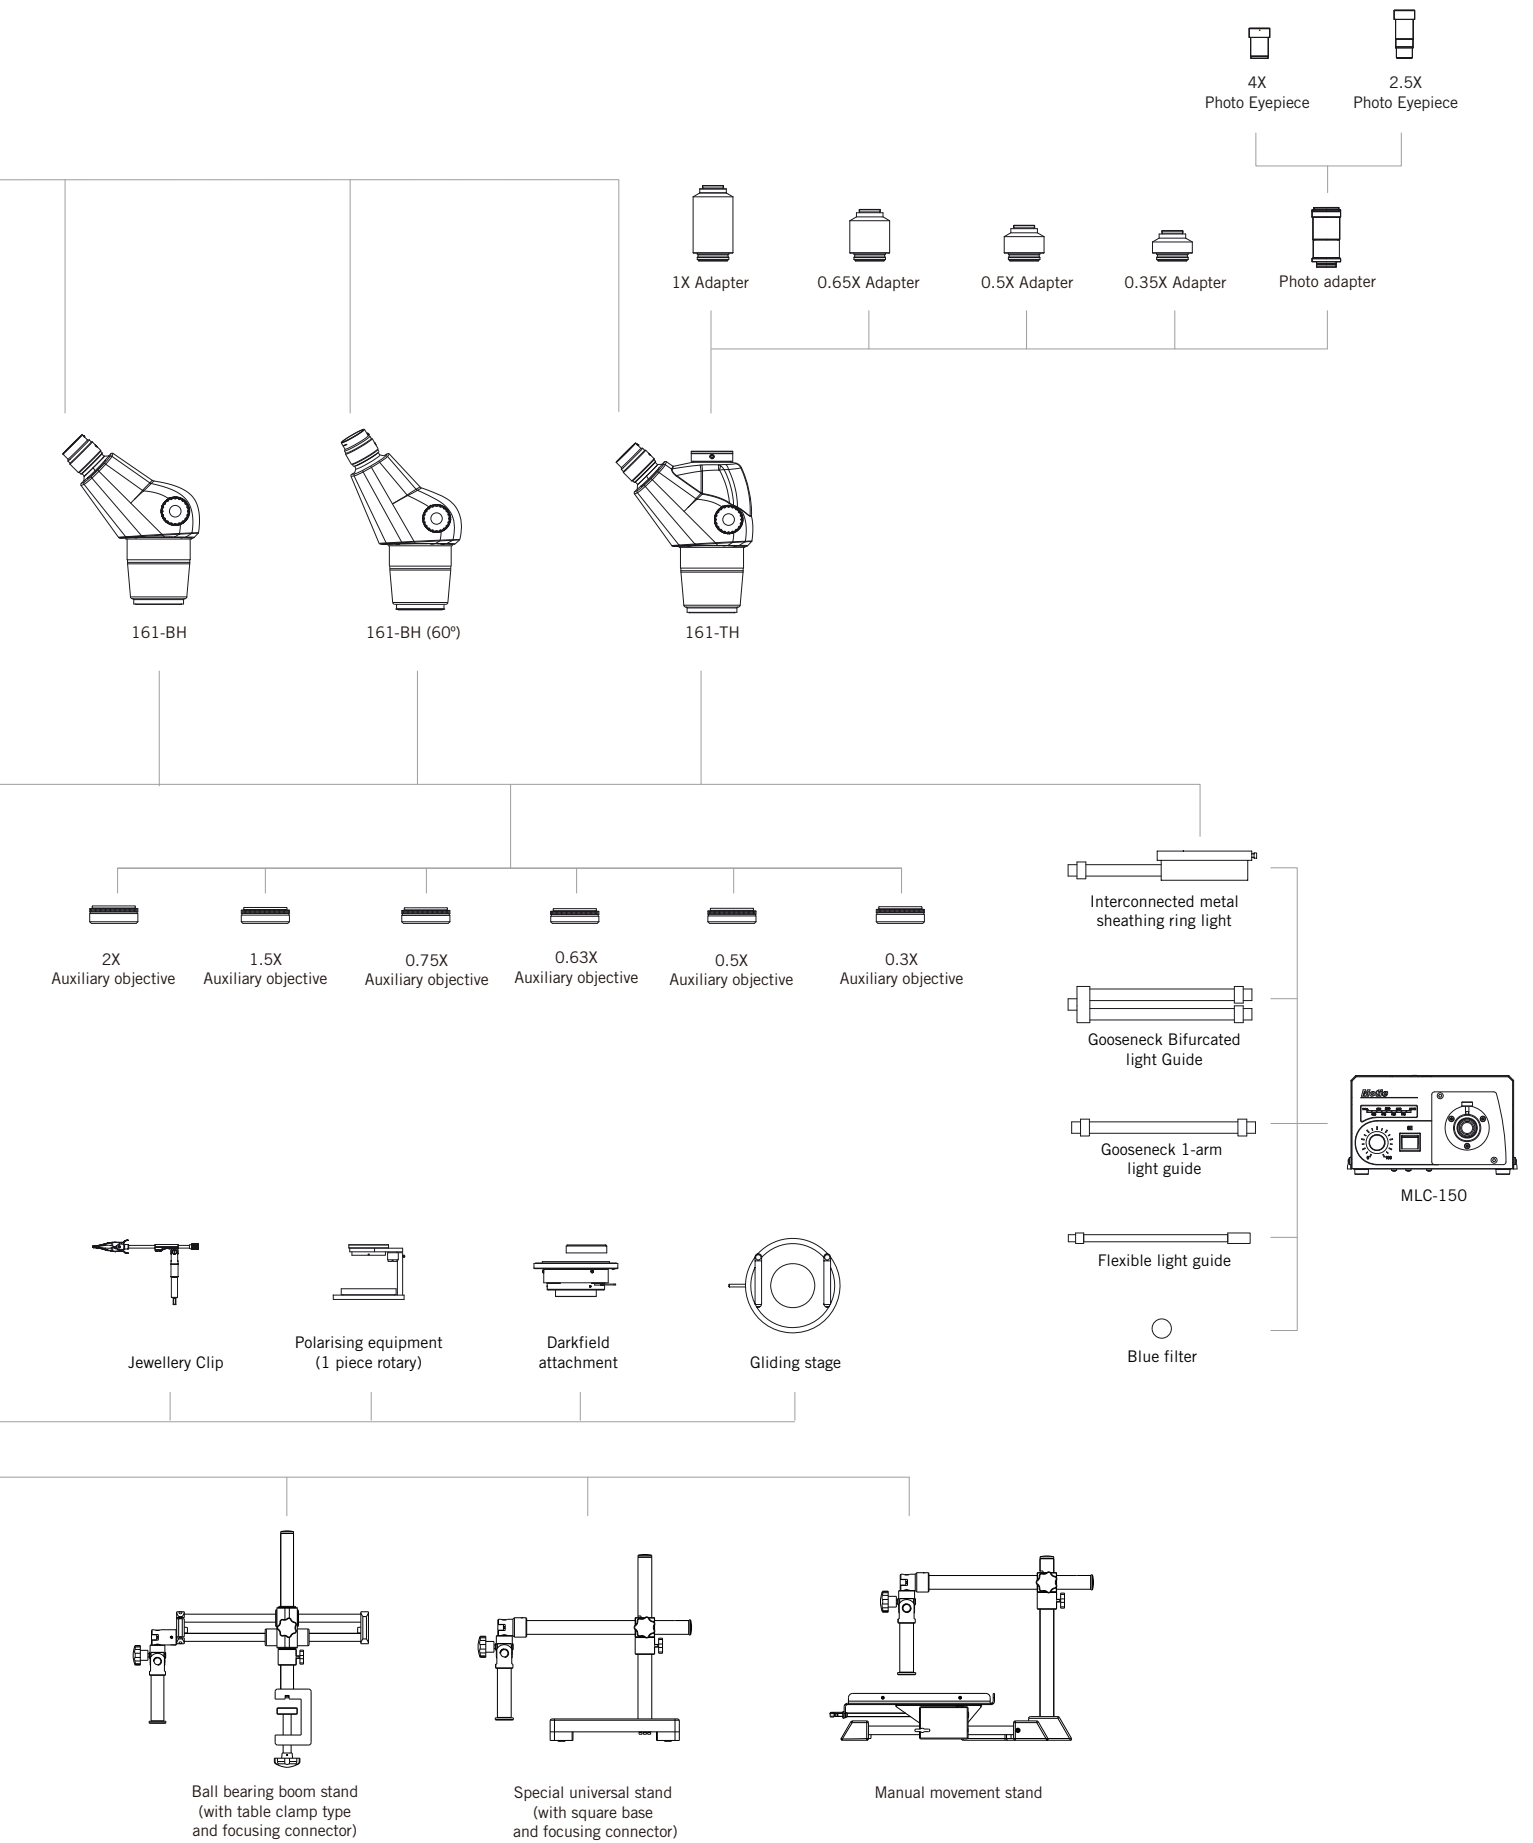 4X
Photo Eyepiece
2.5X
Photo Eyepiece
1X Adapter
0.65X Adapter
0.5X Adapter
0.35X Adapter
Photo adapter
161-BH
161-BH (60º)
161-TH
Interconnected metal
sheathing ring light
2X
Auxiliary objective
1.5X
Auxiliary objective
0.75X
Auxiliary objective
0.63X
Auxiliary objective
0.5X
Auxiliary objective
0.3X
Auxiliary objective
Gooseneck Bifurcated
light Guide
Motic
Gooseneck 1-arm
light guide
MLC-150
Flexible light guide
Blue filter
Jewellery Clip
Polarising equipment
(1 piece rotary)
Darkfield
attachment
Gliding stage
Ball bearing boom stand
(with table clamp type
and focusing connector)
Special universal stand
(with square base
and focusing connector)
Manual movement stand